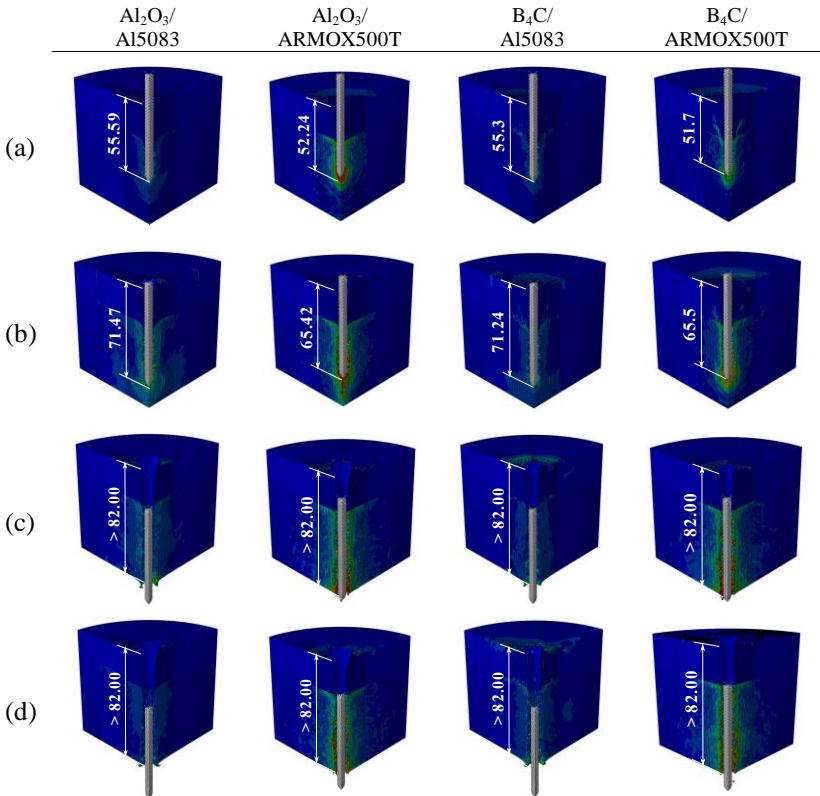 Al₂O₃/ Al₂O₃/ B₄C/ B₄C/
Al5083 ARMOX500T Al5083 ARMOX500T
(a) 55.59 52.24 55.3 51.7
(b) 71.47 65.42 71.24 65.5
(c) > 82.00 > 82.00 > 82.00 > 82.00
(d) > 82.00 > 82.00 > 82.00 > 82.00